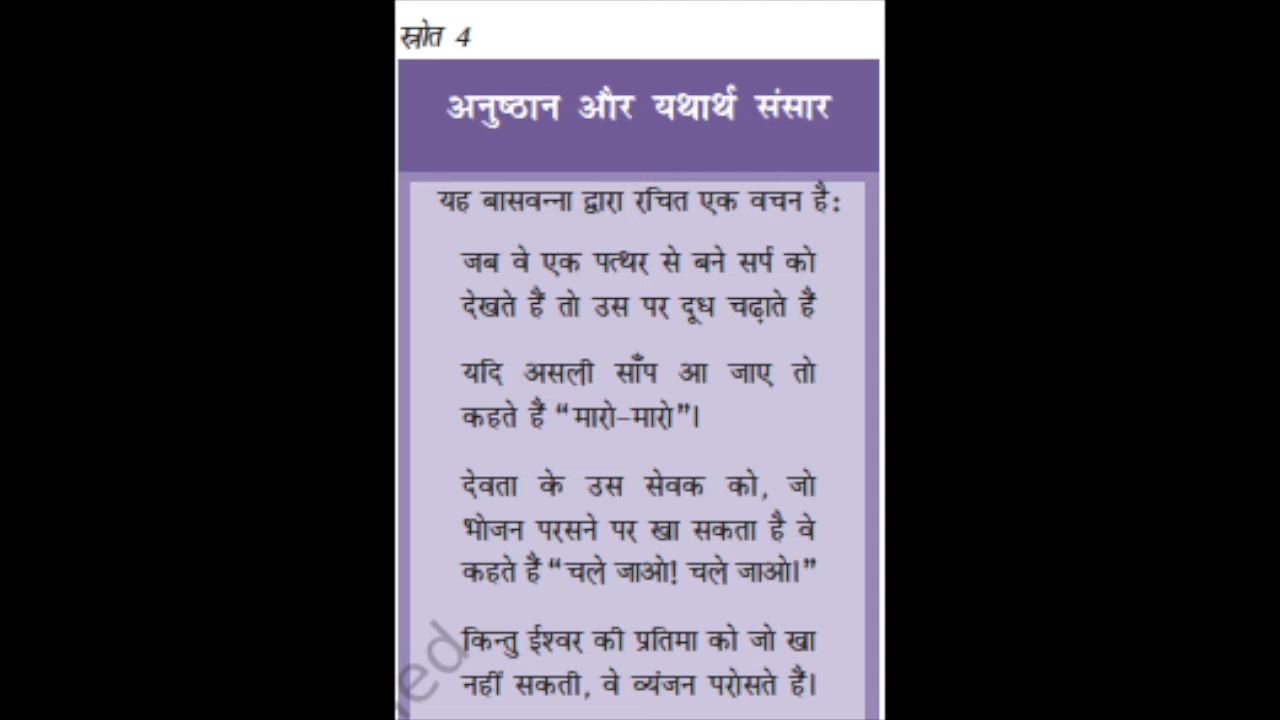 स्रोत 4
अनुष्ठान और यथार्थ संसार
यह बासवन्ना द्वारा रचित एक वचन है:
जब वे एक पत्थर से बने सर्प को
देखते हैं तो उस पर दूध चढ़ाते हैं
यदि असली साँप आ जाए तो
कहते हैं “मारो-मारो”।
देवता के उस सेवक को, जो
भोजन परसने पर खा सकता है वे
कहते हैं “चले जाओ! चले जाओ।”
किन्तु ईश्वर की प्रतिमा को जो खा
नहीं सकती, वे व्यंजन परोसते हैं।